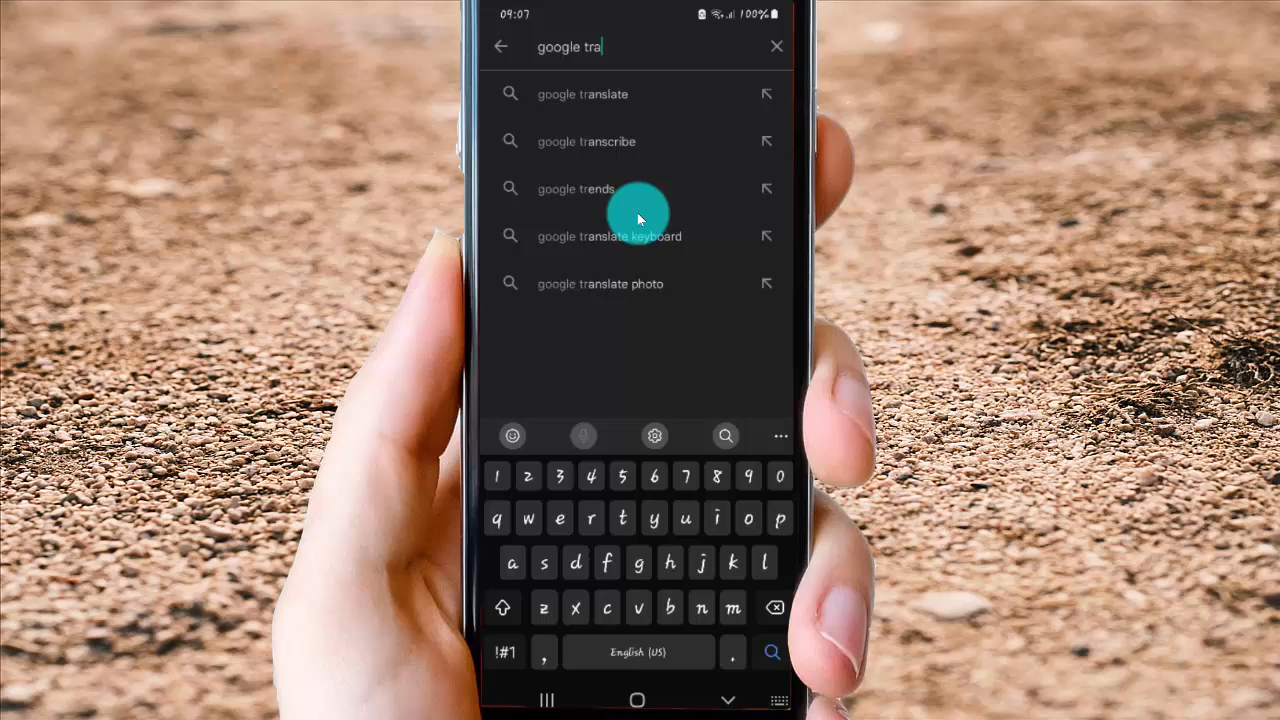 09:07 100%
google tra
google translate
google transcribe
google trends
google translate keyboard
google translate photo
1 2 3 4 5 6 7 8 9 0
q w e r t y u i o p
a s d f g h j k l
z x c v b n m
!#1 , English (US) .